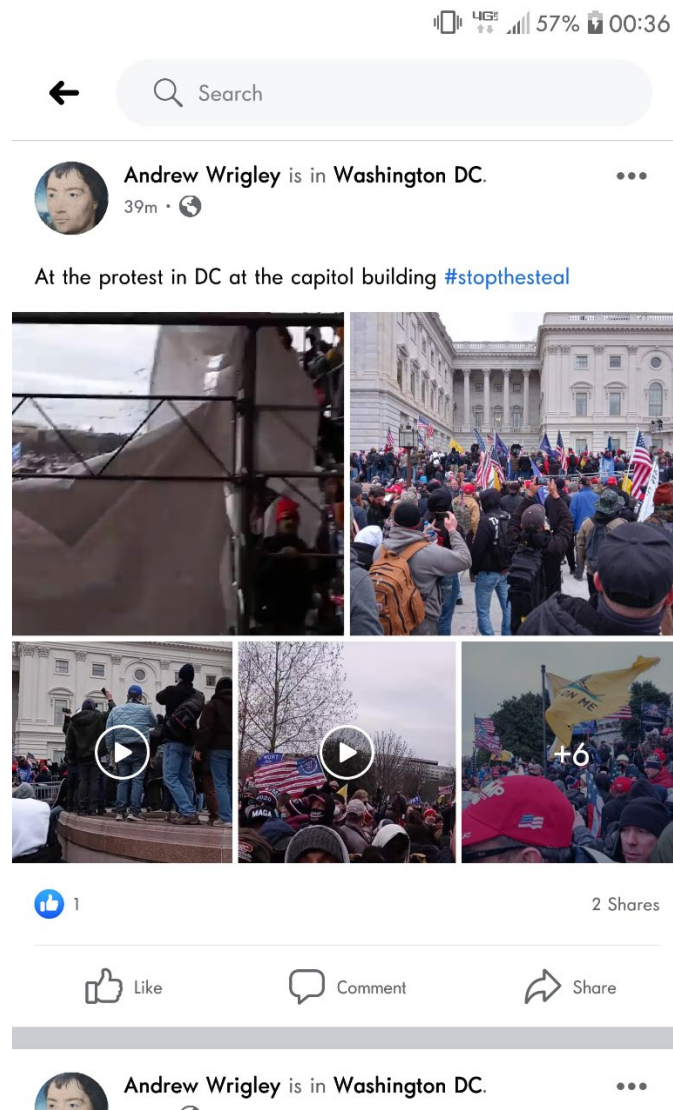 4G 57% 00:36
Search
Andrew Wrigley is in Washington DC.
39m ·
At the protest in DC at the capitol building #stopthesteal
MAGA
ON ME
+6
1
2 Shares
Like
Comment
Share
Andrew Wrigley is in Washington DC.